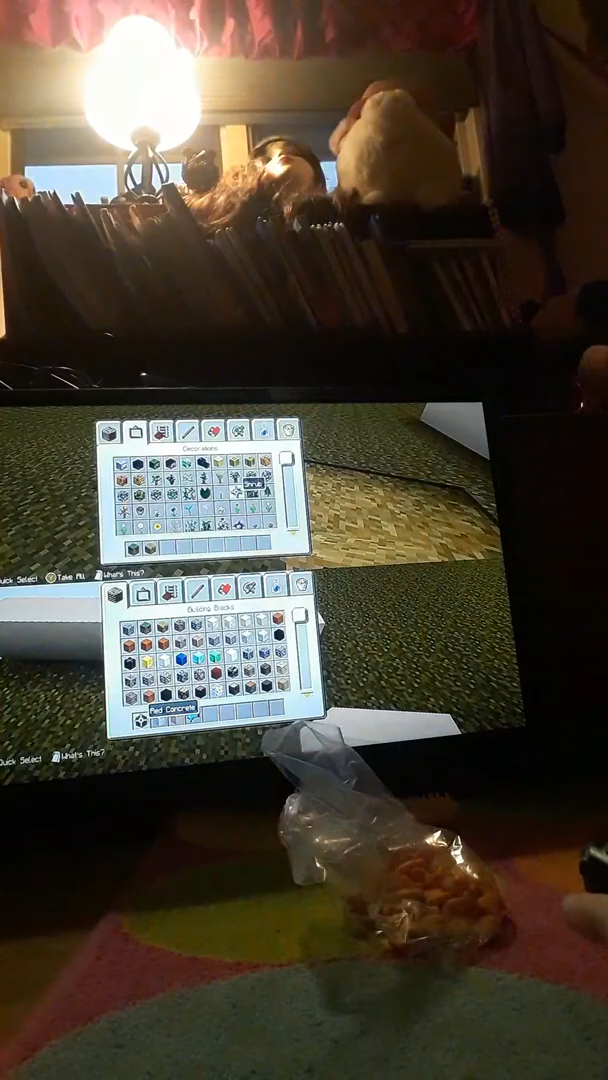 Decorations
Shrub
Quick Select Y Take All What's This?
Building Blocks
Red Concrete
Quick Select What's This?